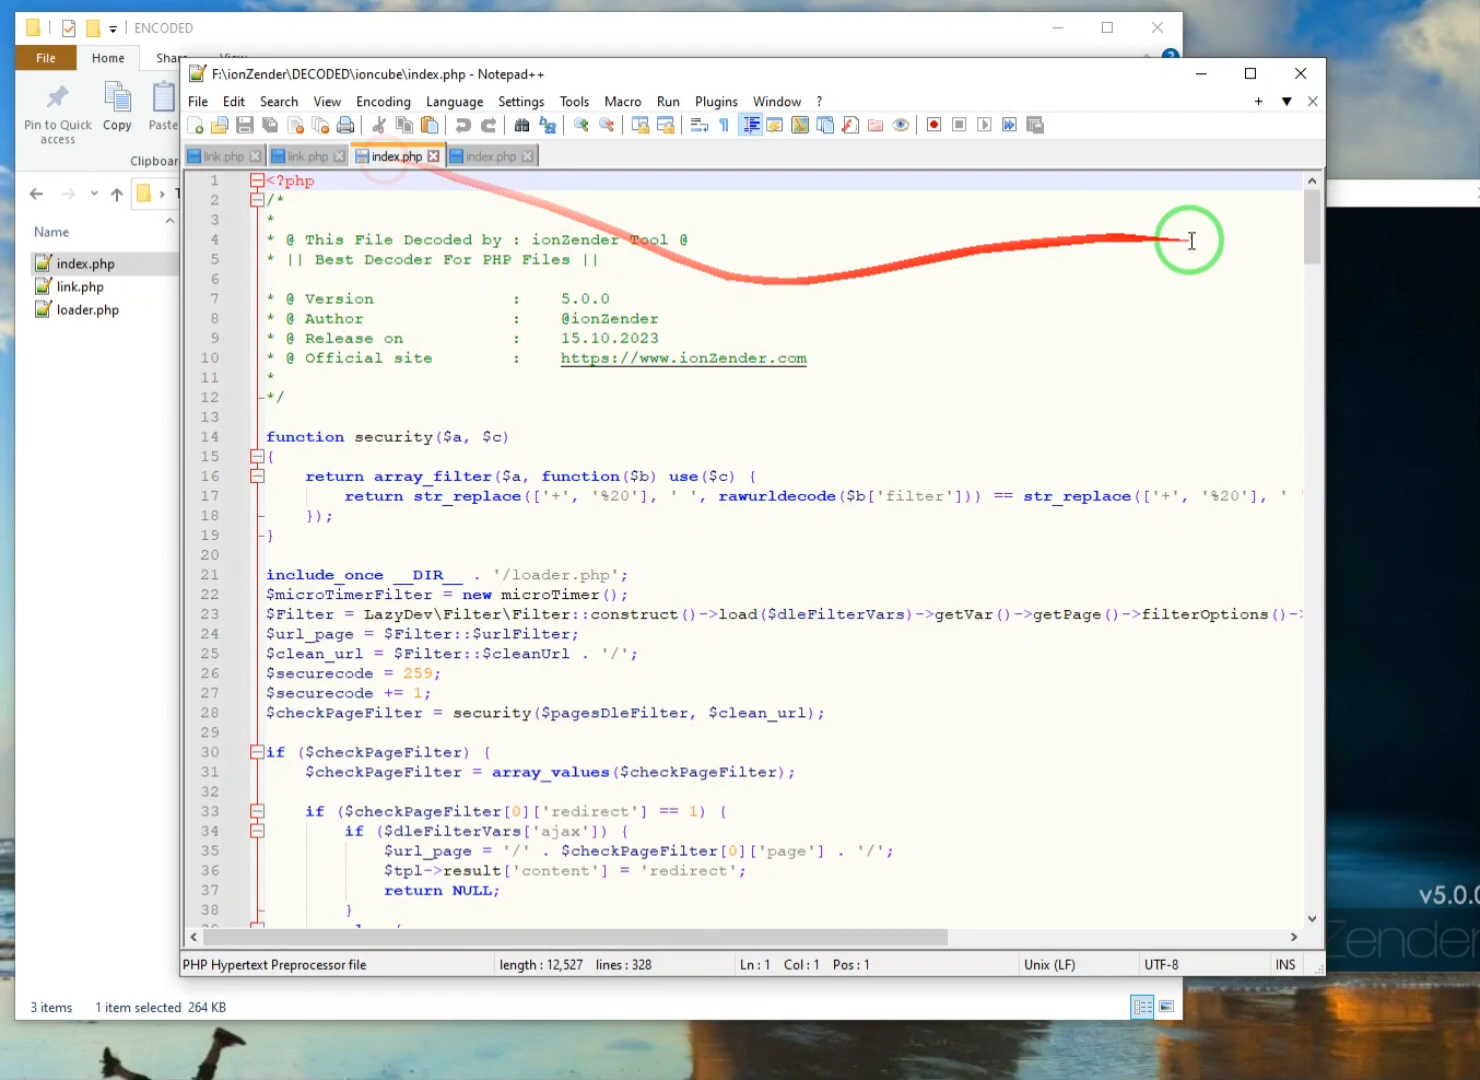 ENCODED
File
Home
F:\ionZender\DECODED\ioncube\index.php - Notepad++
File Edit Search View Encoding Language Settings Tools Macro Run Plugins Window ?
Pin to Quick access
Copy
Paste
link.php
link.php
index.php
index.php
Name
index.php
link.php
loader.php
1 <?php
2 /*
3 *
4 * @ This File Decoded by : ionZender Tool @
5 * || Best Decoder For PHP Files ||
6
7 * @ Version : 5.0.0
8 * @ Author : @ionZender
9 * @ Release on : 15.10.2023
10 * @ Official site : https://www.ionZender.com
11 *
12 */
13
14 function security($a, $c)
15 {
16 return array_filter($a, function($b) use($c) {
17 return str_replace(['+', '%20'], ' ', rawurldecode($b['filter'])) == str_replace(['+', '%20'], ' '
18 });
19 }
20
21 include_once __DIR__ . '/loader.php';
22 $microTimerFilter = new microTimer();
23 $Filter = LazyDev\Filter\Filter::construct()->load($dleFilterVars)->getVar()->getPage()->filterOptions()->
24 $url_page = $Filter::$urlFilter;
25 $clean_url = $Filter::$cleanUrl . '/';
26 $securecode = 259;
27 $securecode += 1;
28 $checkPageFilter = security($pagesDleFilter, $clean_url);
29
30 if ($checkPageFilter) {
31 $checkPageFilter = array_values($checkPageFilter);
32
33 if ($checkPageFilter[0]['redirect'] == 1) {
34 if ($dleFilterVars['ajax']) {
35 $url_page = '/' . $checkPageFilter[0]['page'] . '/';
36 $tpl->result['content'] = 'redirect';
37 return NULL;
38 }
PHP Hypertext Preprocessor file length : 12,527 lines : 328 Ln : 1 Col : 1 Pos : 1 Unix (LF) UTF-8 INS
3 items 1 item selected 264 KB
v5.0.0
Zender